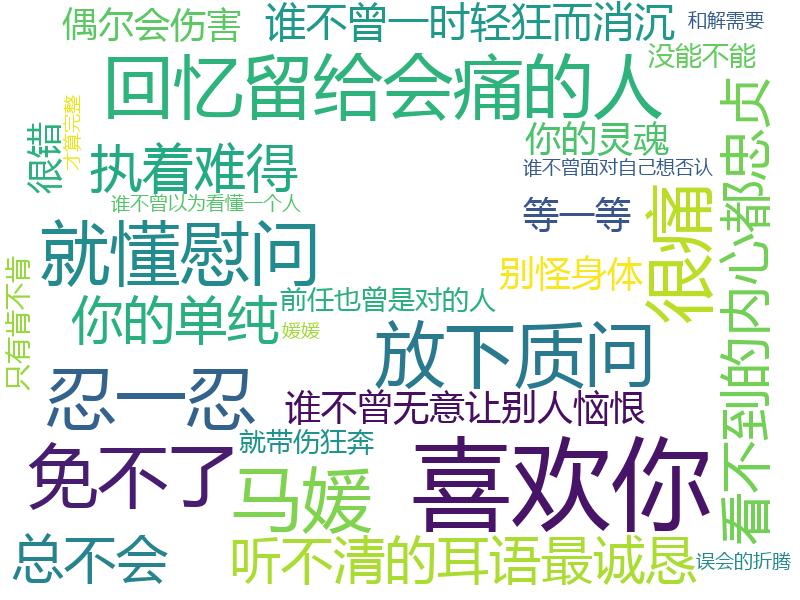 偶尔会伤害
谁不曾一时轻狂而消沉
和解需要
没能不能
回忆留给会痛的人
才算完整
很错
你的灵魂
执着难得
谁不曾面对自己想否认
谁不曾以为看懂一个人
等一等
很痛
看不到的内心都忠贞
就懂慰问
别怪身体
只有肯不肯
前任也曾是对的人
你的单纯
媛媛
放下质问
忍一忍
谁不曾无意让别人恼恨
就带伤狂奔
免不了
喜欢你
马媛
总不会
听不清的耳语最诚恳
误会的折腾